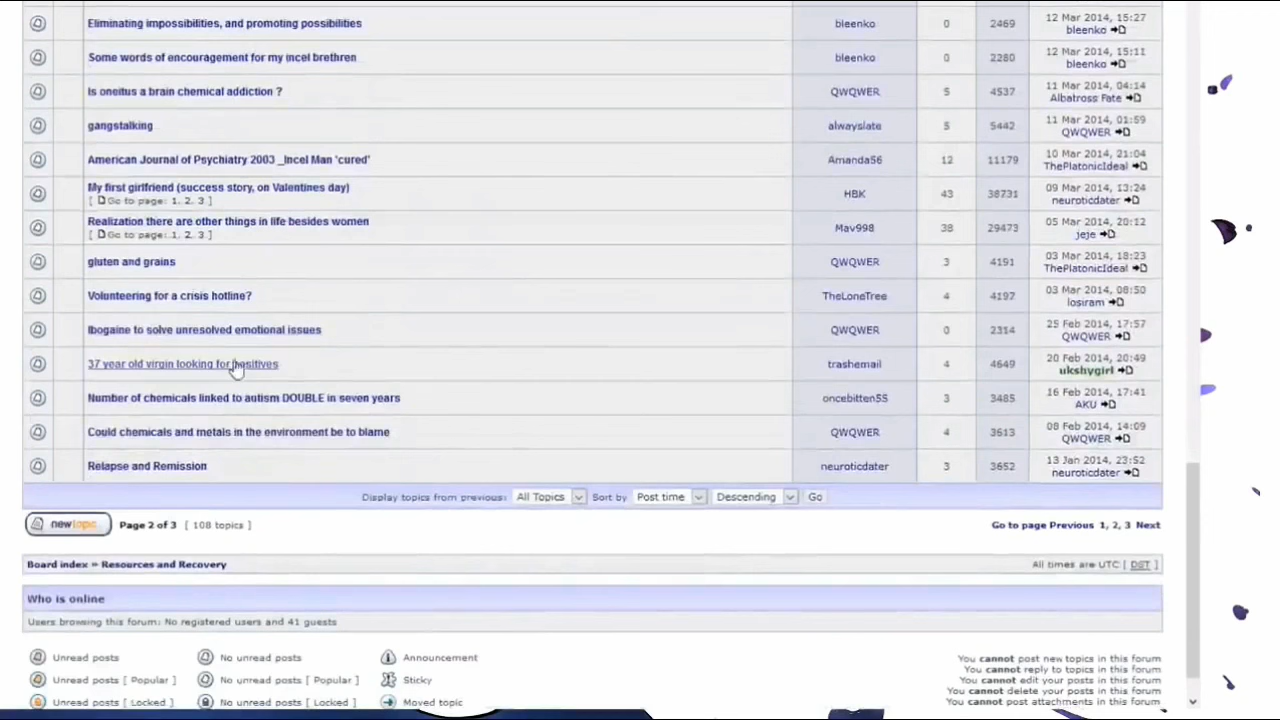 Eliminating impossibilities, and promoting possibilities bleenko 0 2469 12 Mar 2014, 15:27
bleenko
Some words of encouragement for my incel brethren bleenko 0 2280 12 Mar 2014, 15:11
bleenko
Is oneitus a brain chemical addiction ? QWQWER 5 4537 11 Mar 2014, 04:14
Albatross Fate
gangstalking alwayslate 5 5442 11 Mar 2014, 01:59
QWQWER
American Journal of Psychiatry 2003 _Incel Man 'cured' Amanda56 12 11179 10 Mar 2014, 21:04
ThePlatonicIdeal
My first girlfriend (success story, on Valentines day) HBK 43 38731 09 Mar 2014, 13:24
[ Go to page: 1, 2, 3 ] neuroticdater
Realization there are other things in life besides women Mav998 38 29473 05 Mar 2014, 20:12
[ Go to page: 1, 2, 3 ] jeje
gluten and grains QWQWER 3 4191 03 Mar 2014, 18:23
ThePlatonicIdeal
Volunteering for a crisis hotline? TheLoneTree 4 4197 03 Mar 2014, 08:50
losiram
Ibogaine to solve unresolved emotional issues QWQWER 0 2314 25 Feb 2014, 17:57
QWQWER
37 year old virgin looking for positives trashemail 4 4649 20 Feb 2014, 20:49
ukshygirl
Number of chemicals linked to autism DOUBLE in seven years oncebitten55 3 3485 16 Feb 2014, 17:41
AKU
Could chemicals and metals in the environment be to blame QWQWER 4 3613 08 Feb 2014, 14:09
QWQWER
Relapse and Remission neuroticdater 3 3652 13 Jan 2014, 23:52
neuroticdater
Display topics from previous: All Topics Sort by Post time Descending Go
newtopic Page 2 of 3 [ 108 topics ] Go to page Previous 1, 2, 3 Next
Board index » Resources and Recovery All times are UTC [ DST ]
Who is online
Users browsing this forum: No registered users and 41 guests
Unread posts No unread posts Announcement You cannot post new topics in this forum
You cannot reply to topics in this forum
Unread posts [ Popular ] No unread posts [ Popular ] Sticky You cannot edit your posts in this forum
You cannot delete your posts in this forum
Unread posts [ Locked ] No unread posts [ Locked ] Moved topic You cannot post attachments in this forum